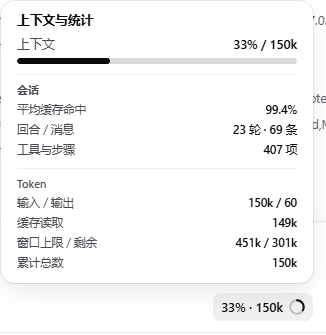 上下文与统计
上下文 33% / 150k
会话
平均缓存命中 99.4%
回合 / 消息 23 轮 · 69 条
工具与步骤 407 项
Token
输入 / 输出 150k / 60
缓存读取 149k
窗口上限 / 剩余 451k / 301k
累计总数 150k
33% · 150k